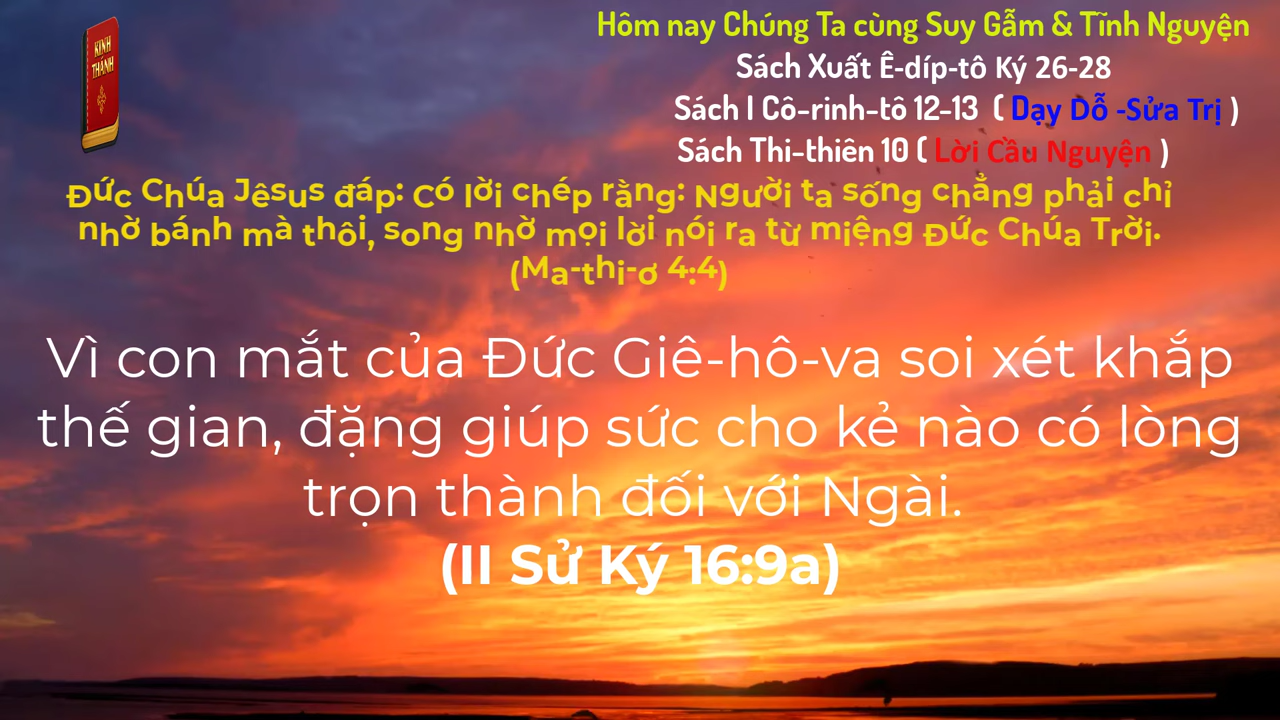 KINH
THÁNH
Hôm nay Chúng Ta cùng Suy Gẫm & Tĩnh Nguyện
Sách Xuất Ê-díp-tô Ký 26-28
Sách I Cô-rinh-tô 12-13 ( Dạy Dỗ -Sửa Trị )
Sách Thi-thiên 10 ( Lời Cầu Nguyện )
Đức Chúa Jêsus đáp: Có lời chép rằng: Người ta sống chẳng phải chỉ
nhờ bánh mà thôi, song nhờ mọi lời nói ra từ miệng Đức Chúa Trời.
(Ma-thi-ơ 4:4)
Vì con mắt của Đức Giê-hô-va soi xét khắp
thế gian, đặng giúp sức cho kẻ nào có lòng
trọn thành đối với Ngài.
(II Sử Ký 16:9a)